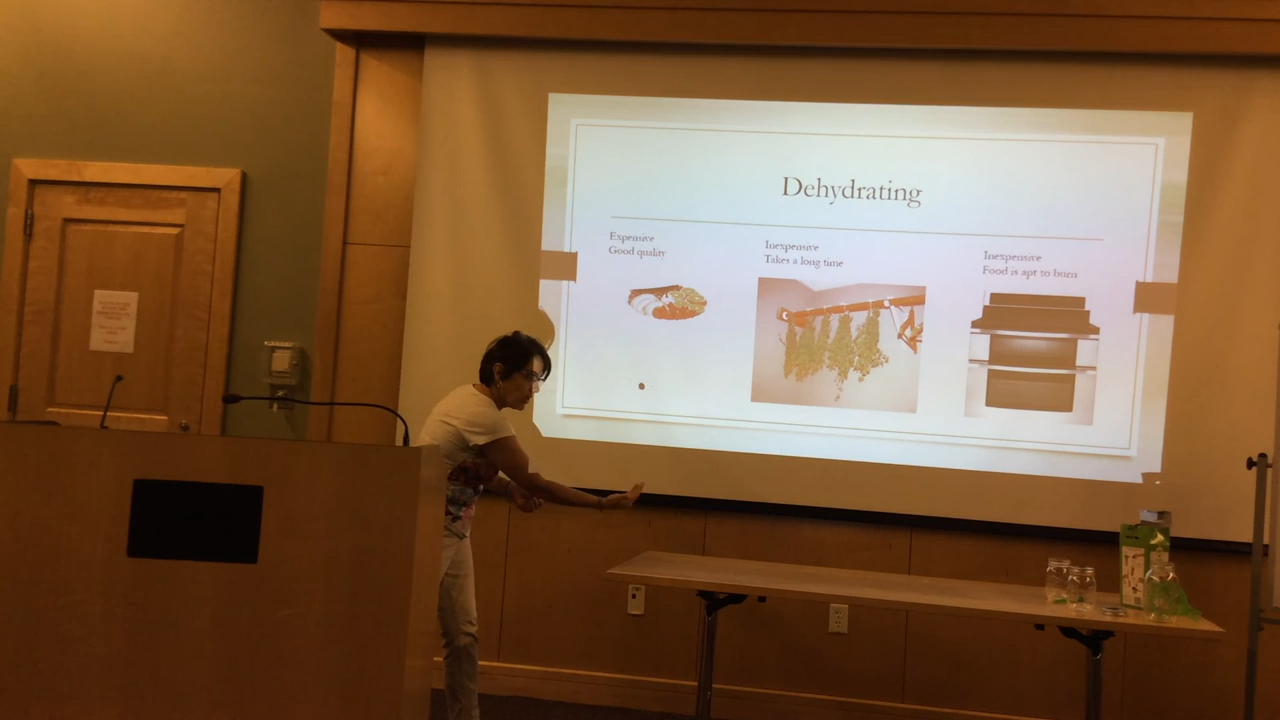 Dehydrating
Expensive
Good quality
Inexpensive
Takes a long time
Inexpensive
Food is apt to burn